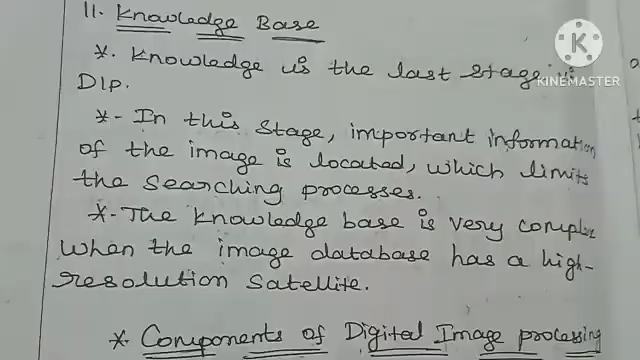 11. Knowledge Base
*. Knowledge is the last stage in
DIP.
*- In this stage, important information
of the image is located, which limits
the searching processes.
*- The knowledge base is very complex
when the image database has a high-
resolution satellite.
* Components of Digital Image processing
K
KINEMASTER